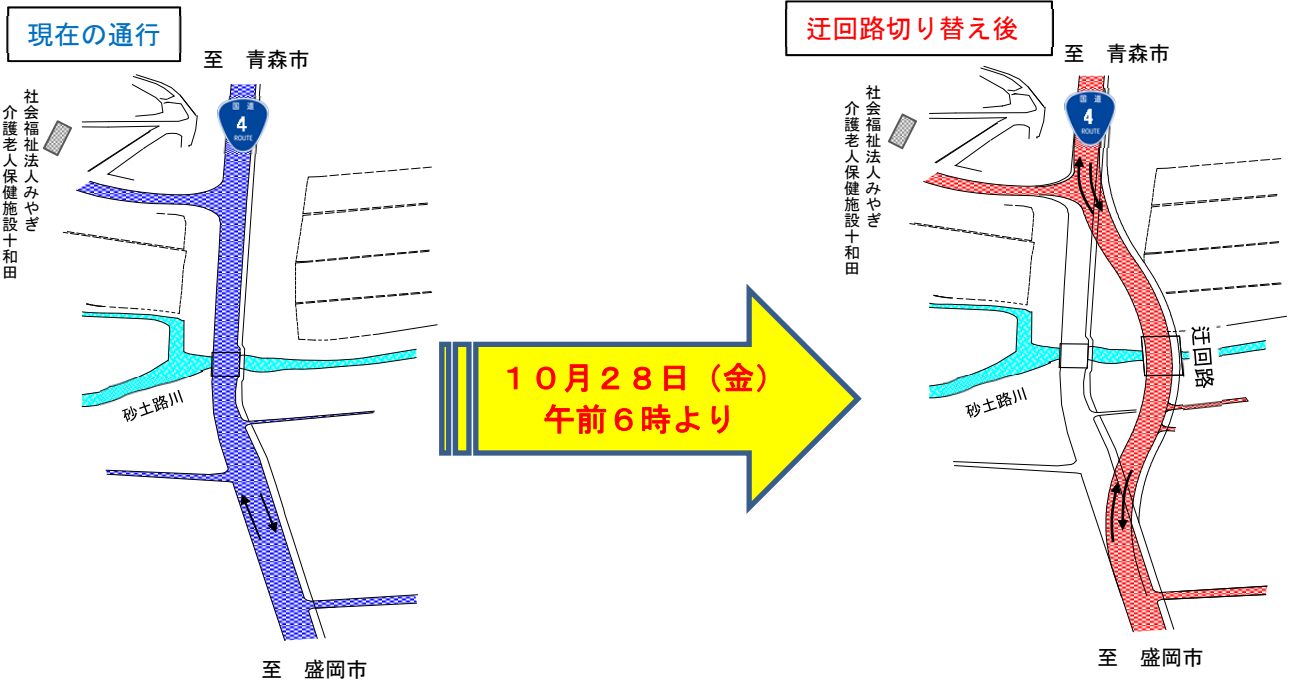 現在の通行
至　青森市
国道
4
ROUTE
社会福祉法人みやぎ
介護老人保健施設十和田
砂土路川
至　盛岡市
１０月２８日（金）
午前６時より
迂回路切り替え後
至　青森市
国道
4
ROUTE
社会福祉法人みやぎ
介護老人保健施設十和田
迂回路
砂土路川
至　盛岡市